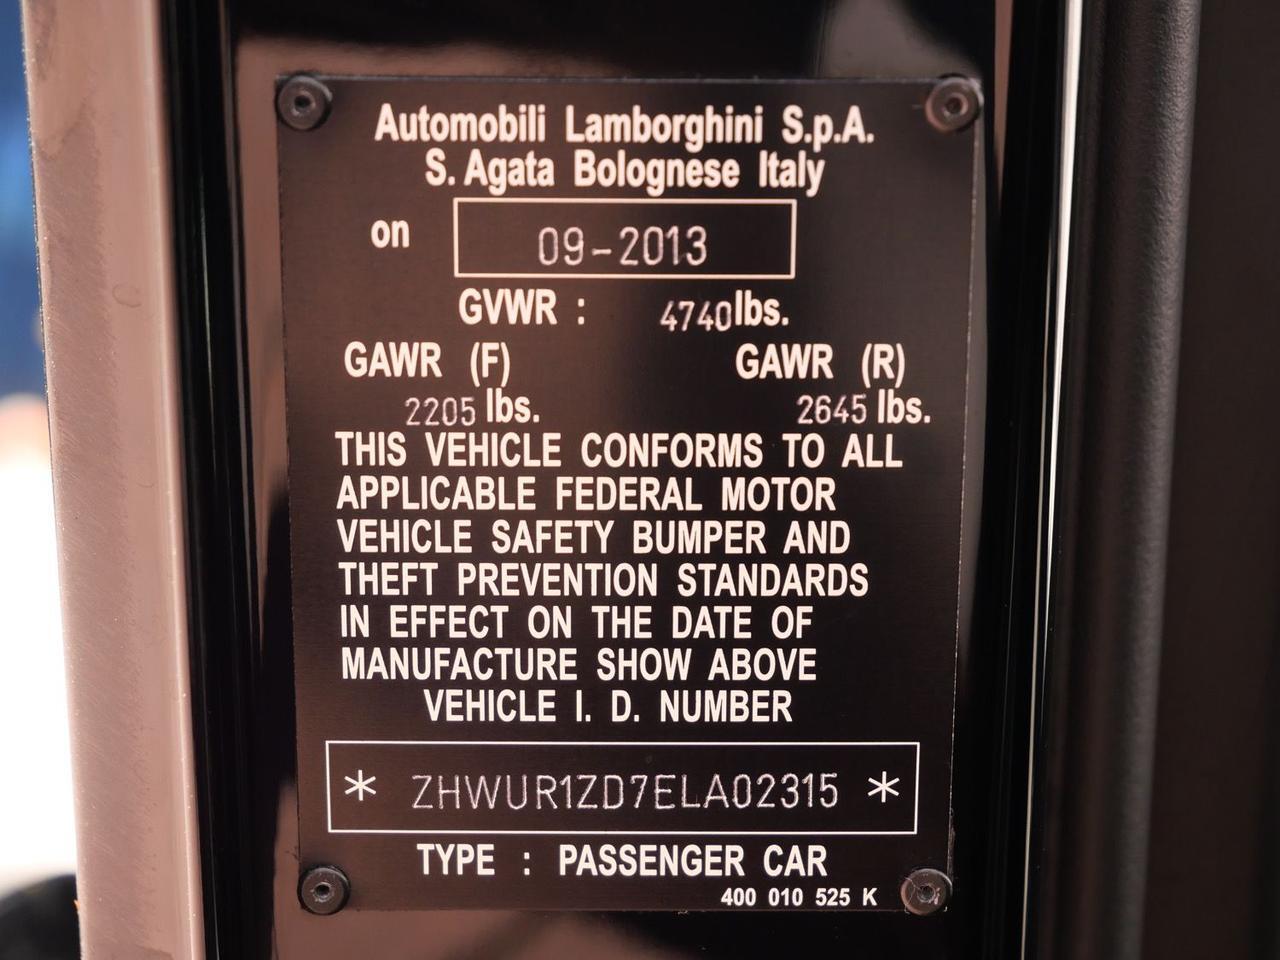 Automobili Lamborghini S.p.A.
S. Agata Bolognese Italy
on 09-2013
GVWR : 4740 lbs.
GAWR (F) GAWR (R)
2205 lbs. 2645 lbs.
THIS VEHICLE CONFORMS TO ALL
APPLICABLE FEDERAL MOTOR
VEHICLE SAFETY BUMPER AND
THEFT PREVENTION STANDARDS
IN EFFECT ON THE DATE OF
MANUFACTURE SHOW ABOVE
VEHICLE I. D. NUMBER
* ZHWUR1ZD7ELA02315 *
TYPE : PASSENGER CAR
400 010 525 K